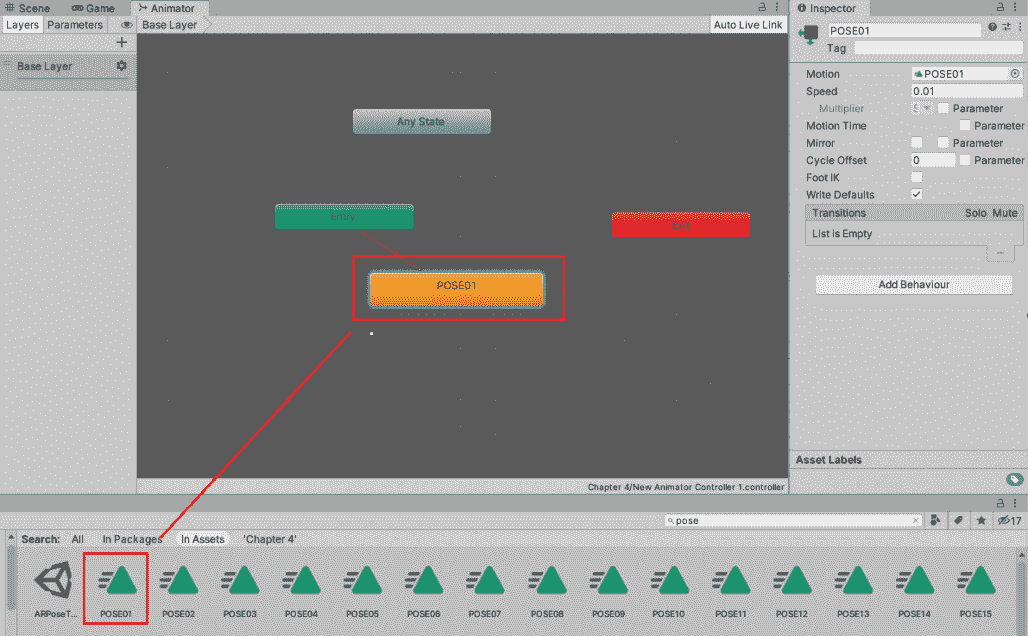 Scene Game Animator
Layers Parameters Base Layer Auto Live Link
Base Layer
Any State
Entry
POSE01
Chapter 4/New Animator Controller 1.controller
Inspector
POSE01
Tag
Motion POSE01
Speed 0.01
Multiplier Parameter
Motion Time Parameter
Mirror Parameter
Cycle Offset 0 Parameter
Foot IK
Write Defaults
Transitions Solo Mute
List is Empty
Add Behaviour
Asset Labels
pose 17
Search: All In Packages In Assets 'Chapter 4'
ARPoseT... POSE01 POSE02 POSE03 POSE04 POSE05 POSE06 POSE07 POSE08 POSE09 POSE10 POSE11 POSE12 POSE13 POSE14 POSE15